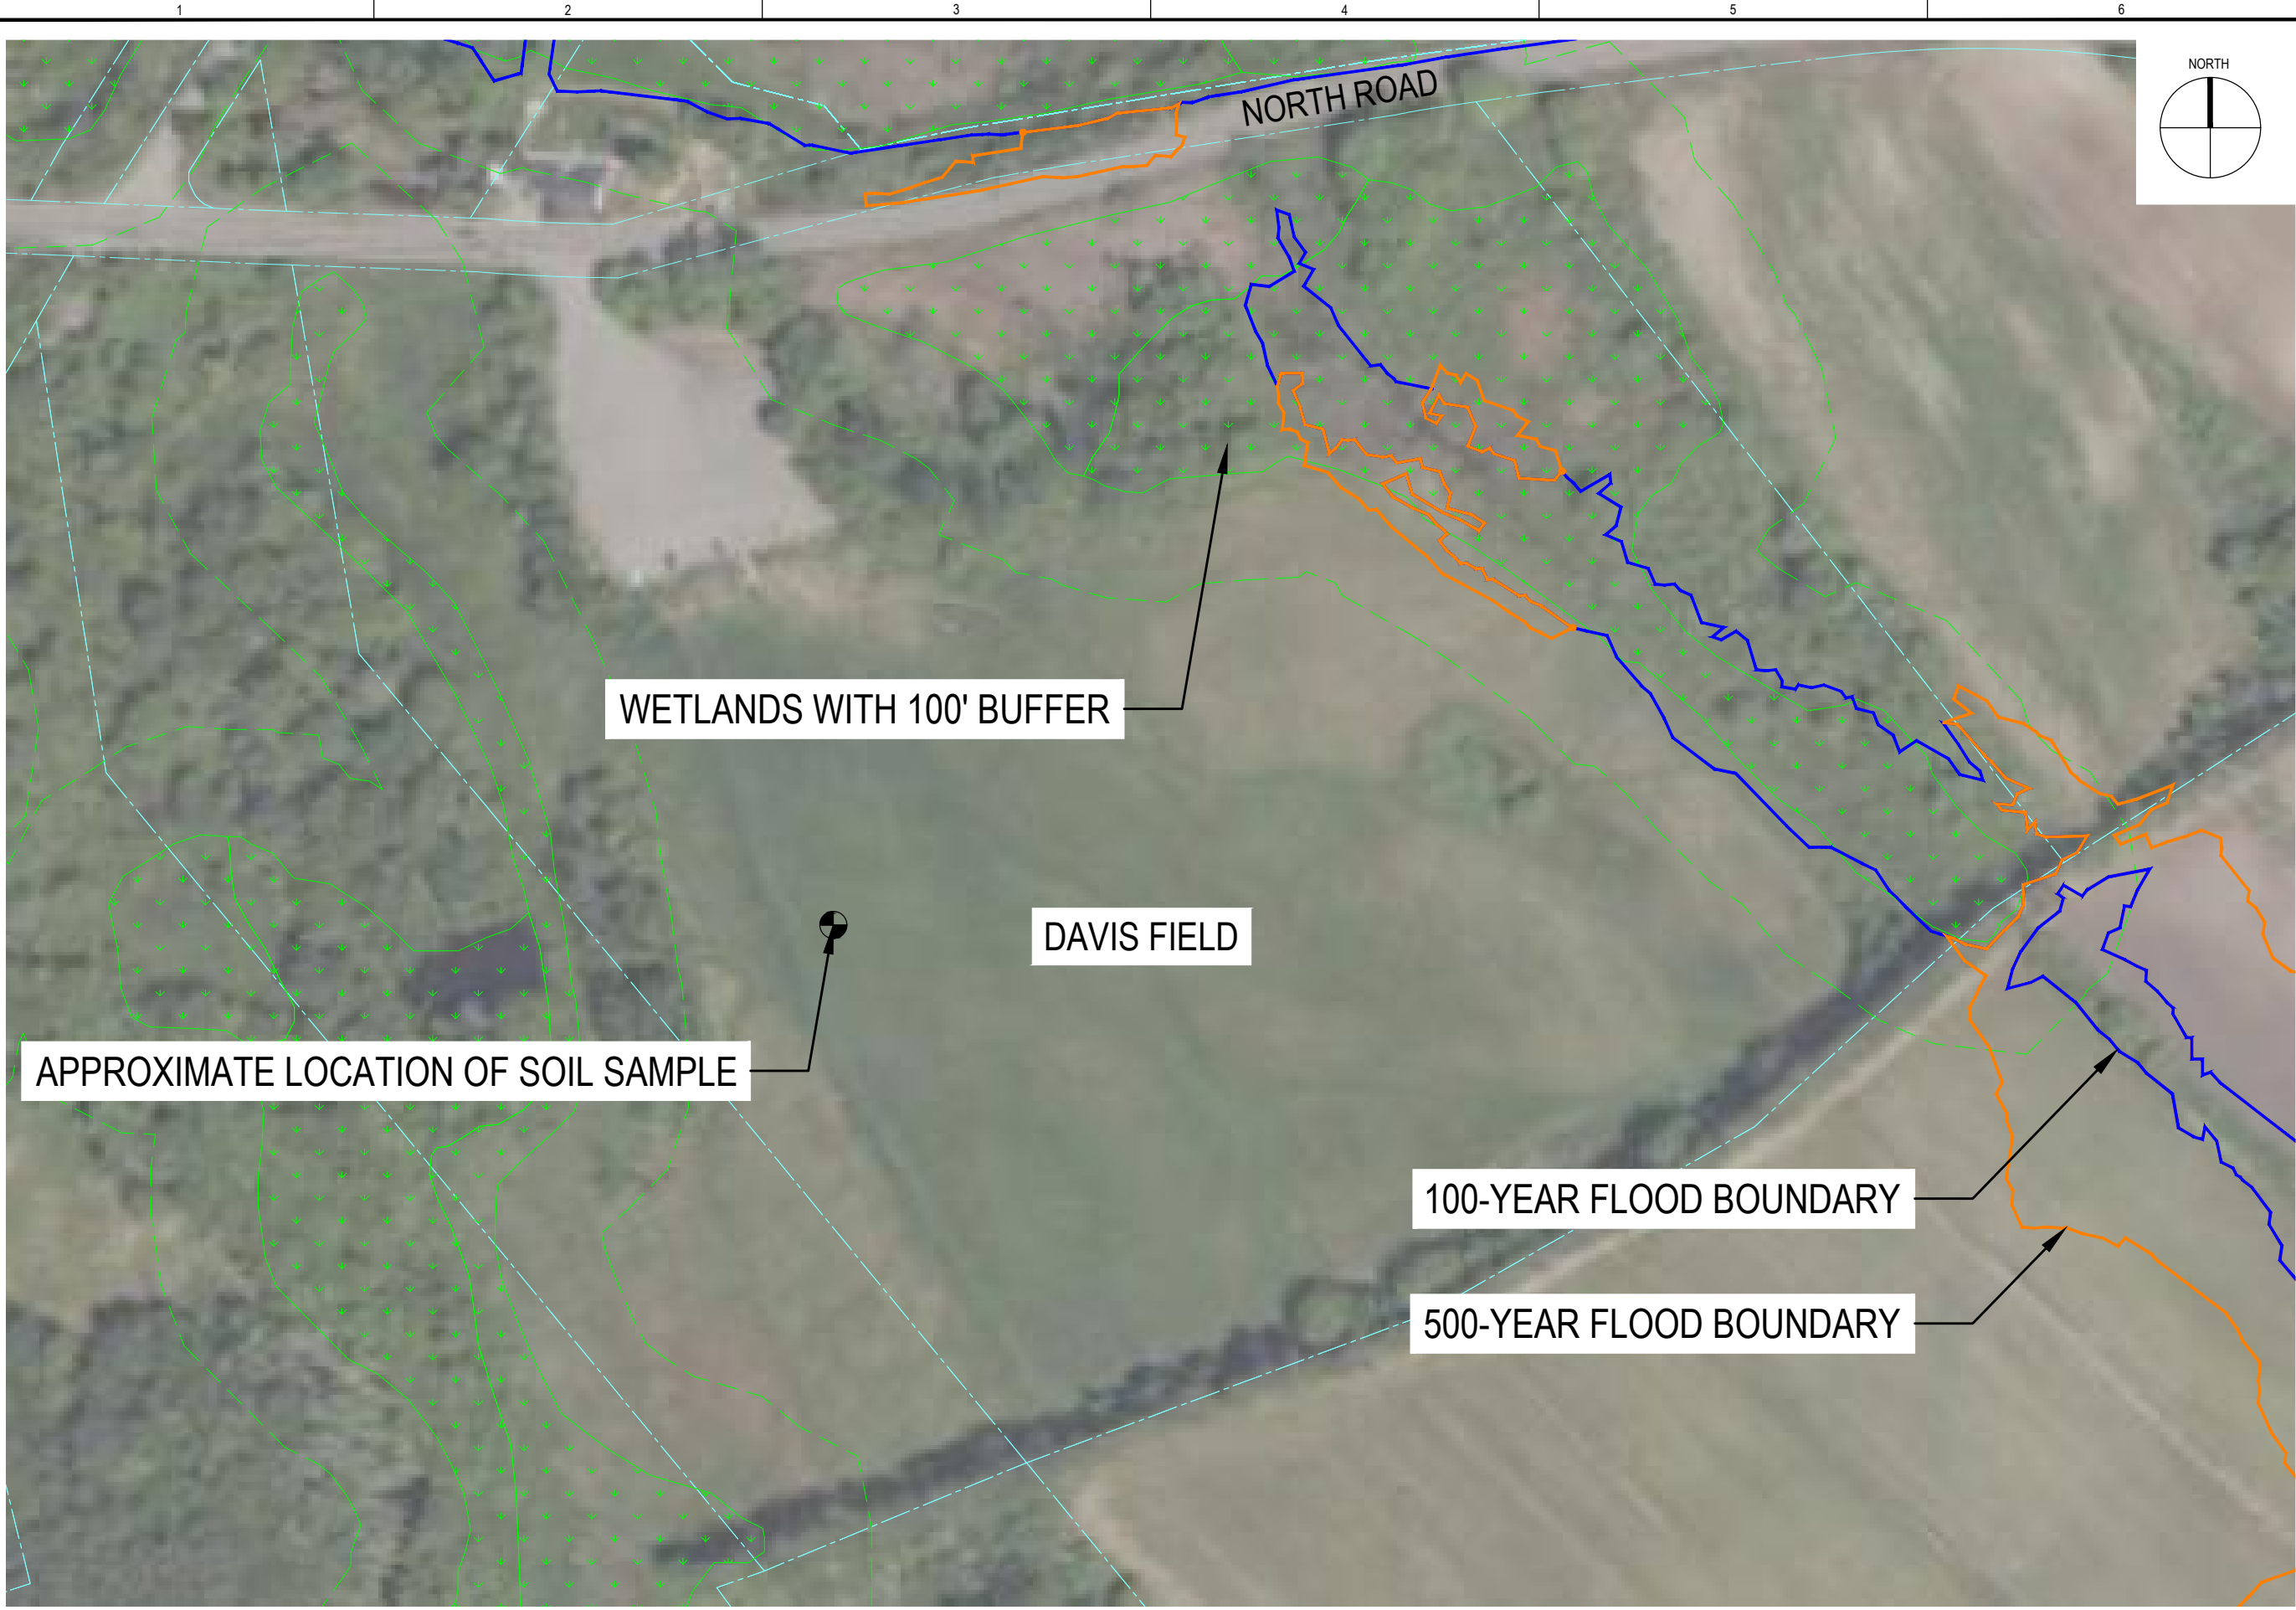 1 2 3 4 5 6
NORTH
NORTH ROAD
WETLANDS WITH 100' BUFFER
DAVIS FIELD
APPROXIMATE LOCATION OF SOIL SAMPLE
100-YEAR FLOOD BOUNDARY
500-YEAR FLOOD BOUNDARY